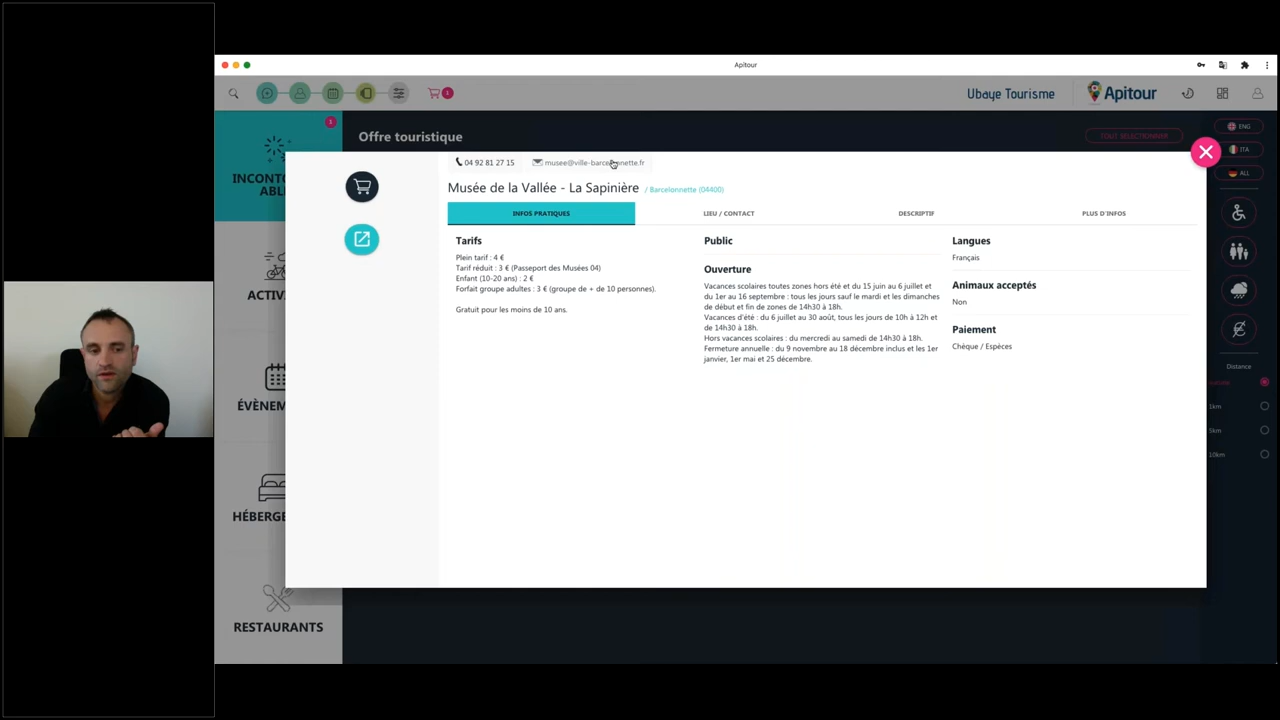 Apitour
1
Ubaye Tourisme
Apitour
1
Offre touristique
TOUT SÉLECTIONNER
ENG
ITA
ALL
INCONTO
ABL
ACTIV
ÉVÈNEM
HÉBERGE
RESTAURANTS
04 92 81 27 15
Musée de la Vallée - La Sapinière / Barcelonnette (04400)
INFOS PRATIQUES
LIEU / CONTACT
DESCRIPTIF
PLUS D'INFOS
Tarifs
Plein tarif : 4 €
Tarif réduit : 3 € (Passeport des Musées 04)
Enfant (10-20 ans) : 2 €
Forfait groupe adultes : 3 € (groupe de + de 10 personnes).
Gratuit pour les moins de 10 ans.
Public
Ouverture
Vacances scolaires toutes zones hors été et du 15 juin au 6 juillet et
du 1er au 16 septembre : tous les jours sauf le mardi et les dimanches
de début et fin de zones de 14h30 à 18h.
Vacances d'été : du 6 juillet au 30 août, tous les jours de 10h à 12h et
de 14h30 à 18h.
Hors vacances scolaires : du mercredi au samedi de 14h30 à 18h.
Fermeture annuelle : du 9 novembre au 18 décembre inclus et les 1er
janvier, 1er mai et 25 décembre.
Langues
Français
Animaux acceptés
Non
Paiement
Chèque / Espèces
Distance
1km
5km
10km